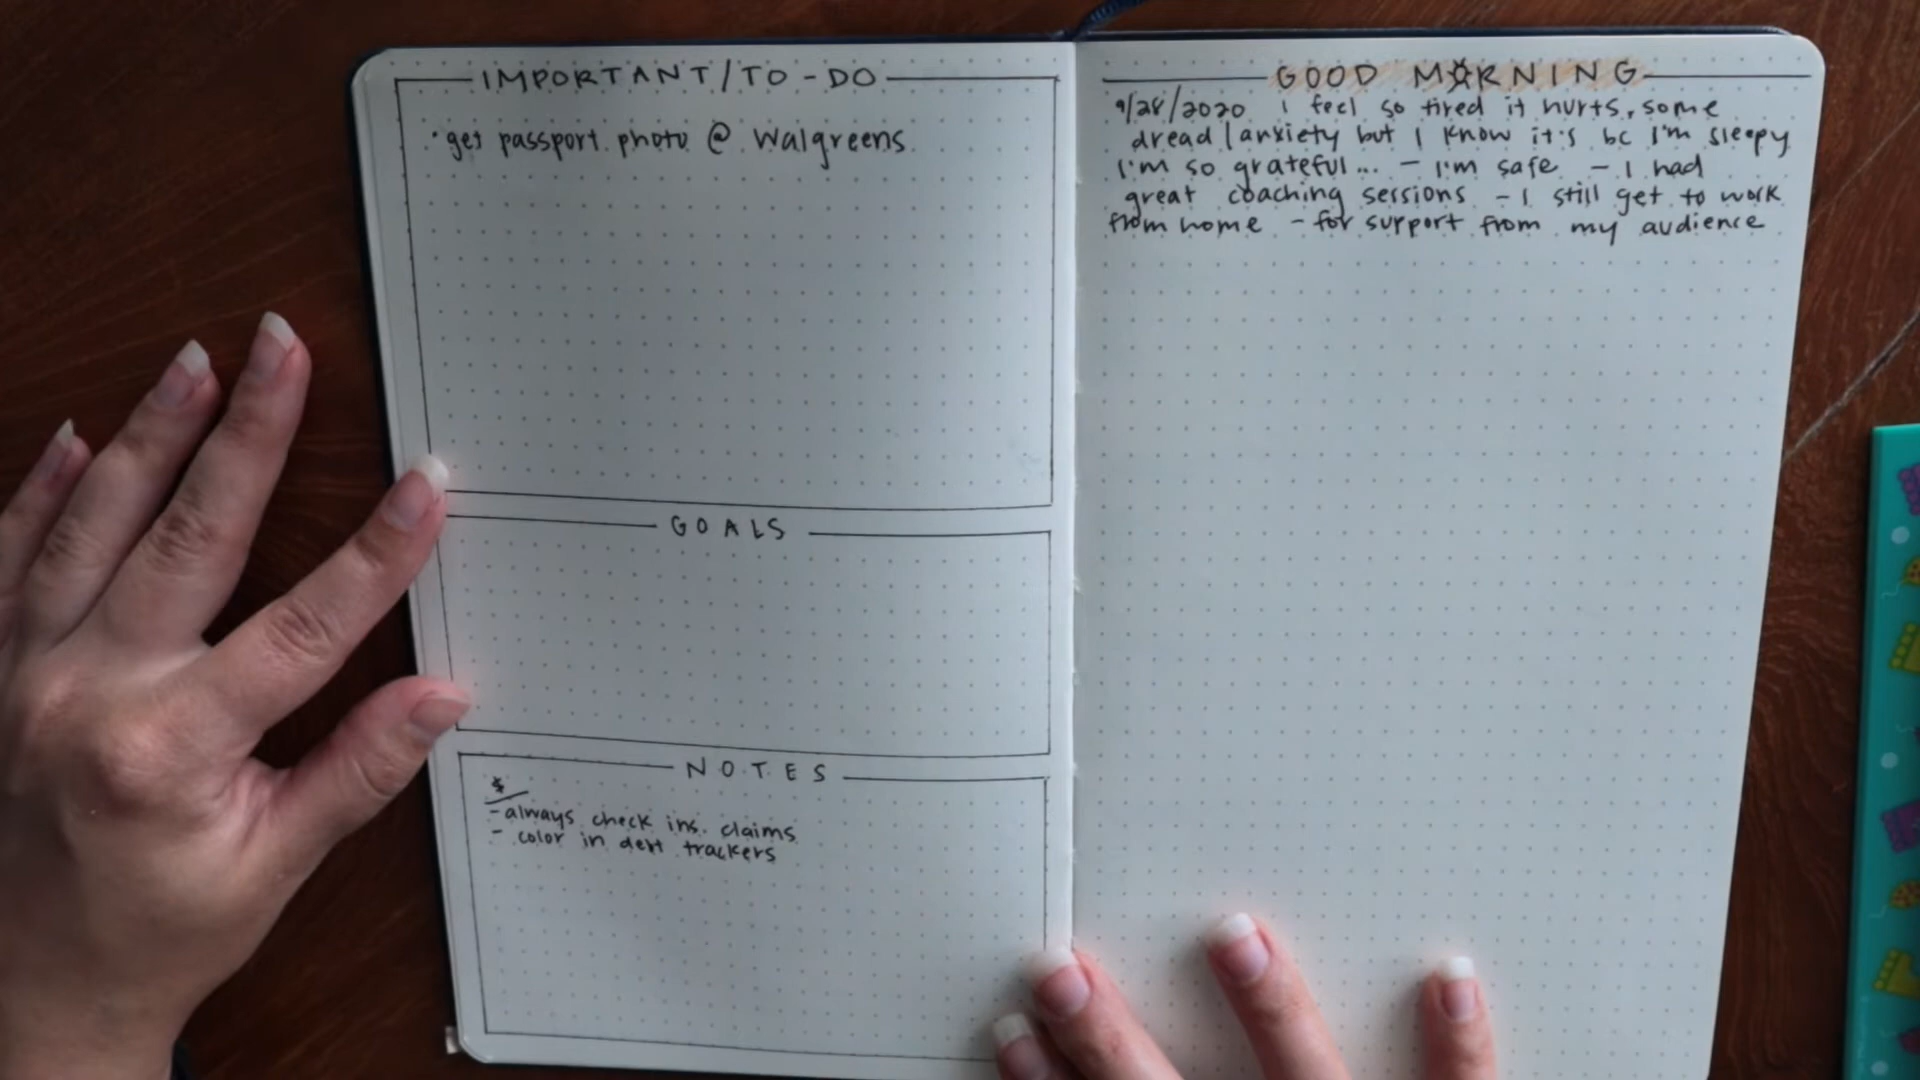 IMPORTANT/TO-DO
• get passport photo @ Walgreens
GOALS
NOTES
$
- always check ins. claims
- color in debt trackers
GOOD MORNING
9/28/2020 I feel so tired it hurts, some
dread/anxiety but I know it's bc I'm sleepy
I'm so grateful... - I'm safe - I had
great coaching sessions - I still get to work
from home - for support from my audience